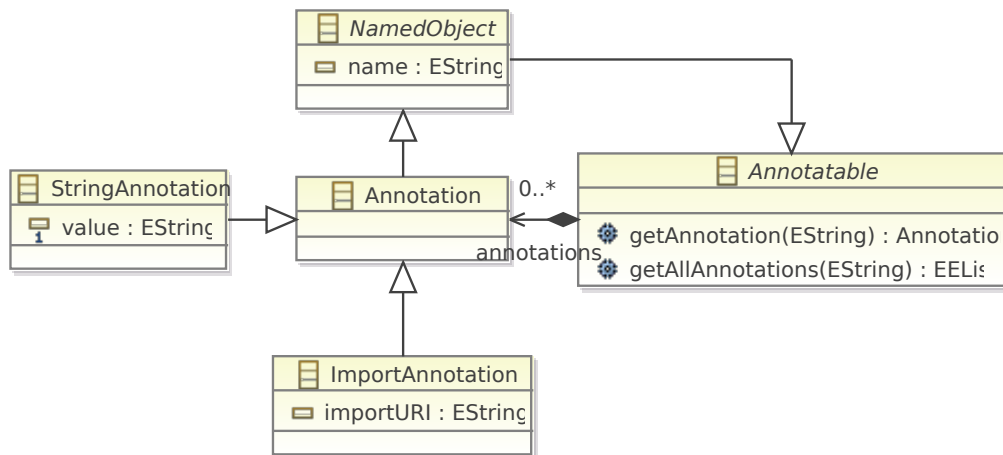 NamedObject
name : EString
StringAnnotation
1 value : EString
Annotation
0..*
annotations
Annotatable
getAnnotation(EString) : Annotatio
getAllAnnotations(EString) : EELis
ImportAnnotation
importURI : EString